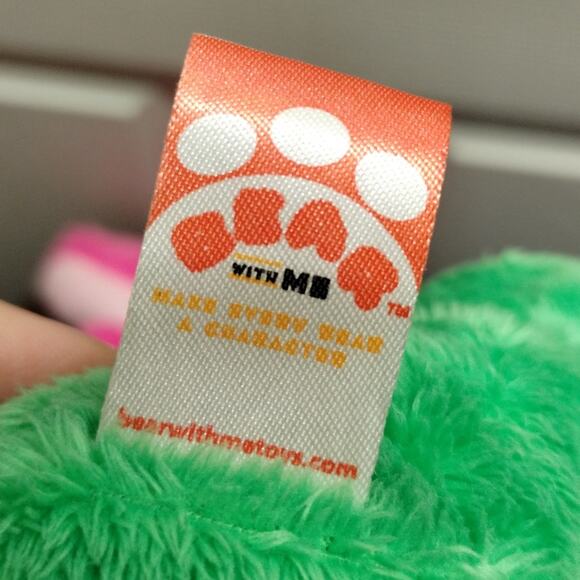 BEAR
WITH ME
TM
MAKE EVERY BEAR
A CHARACTER
bearwithmetoys.com